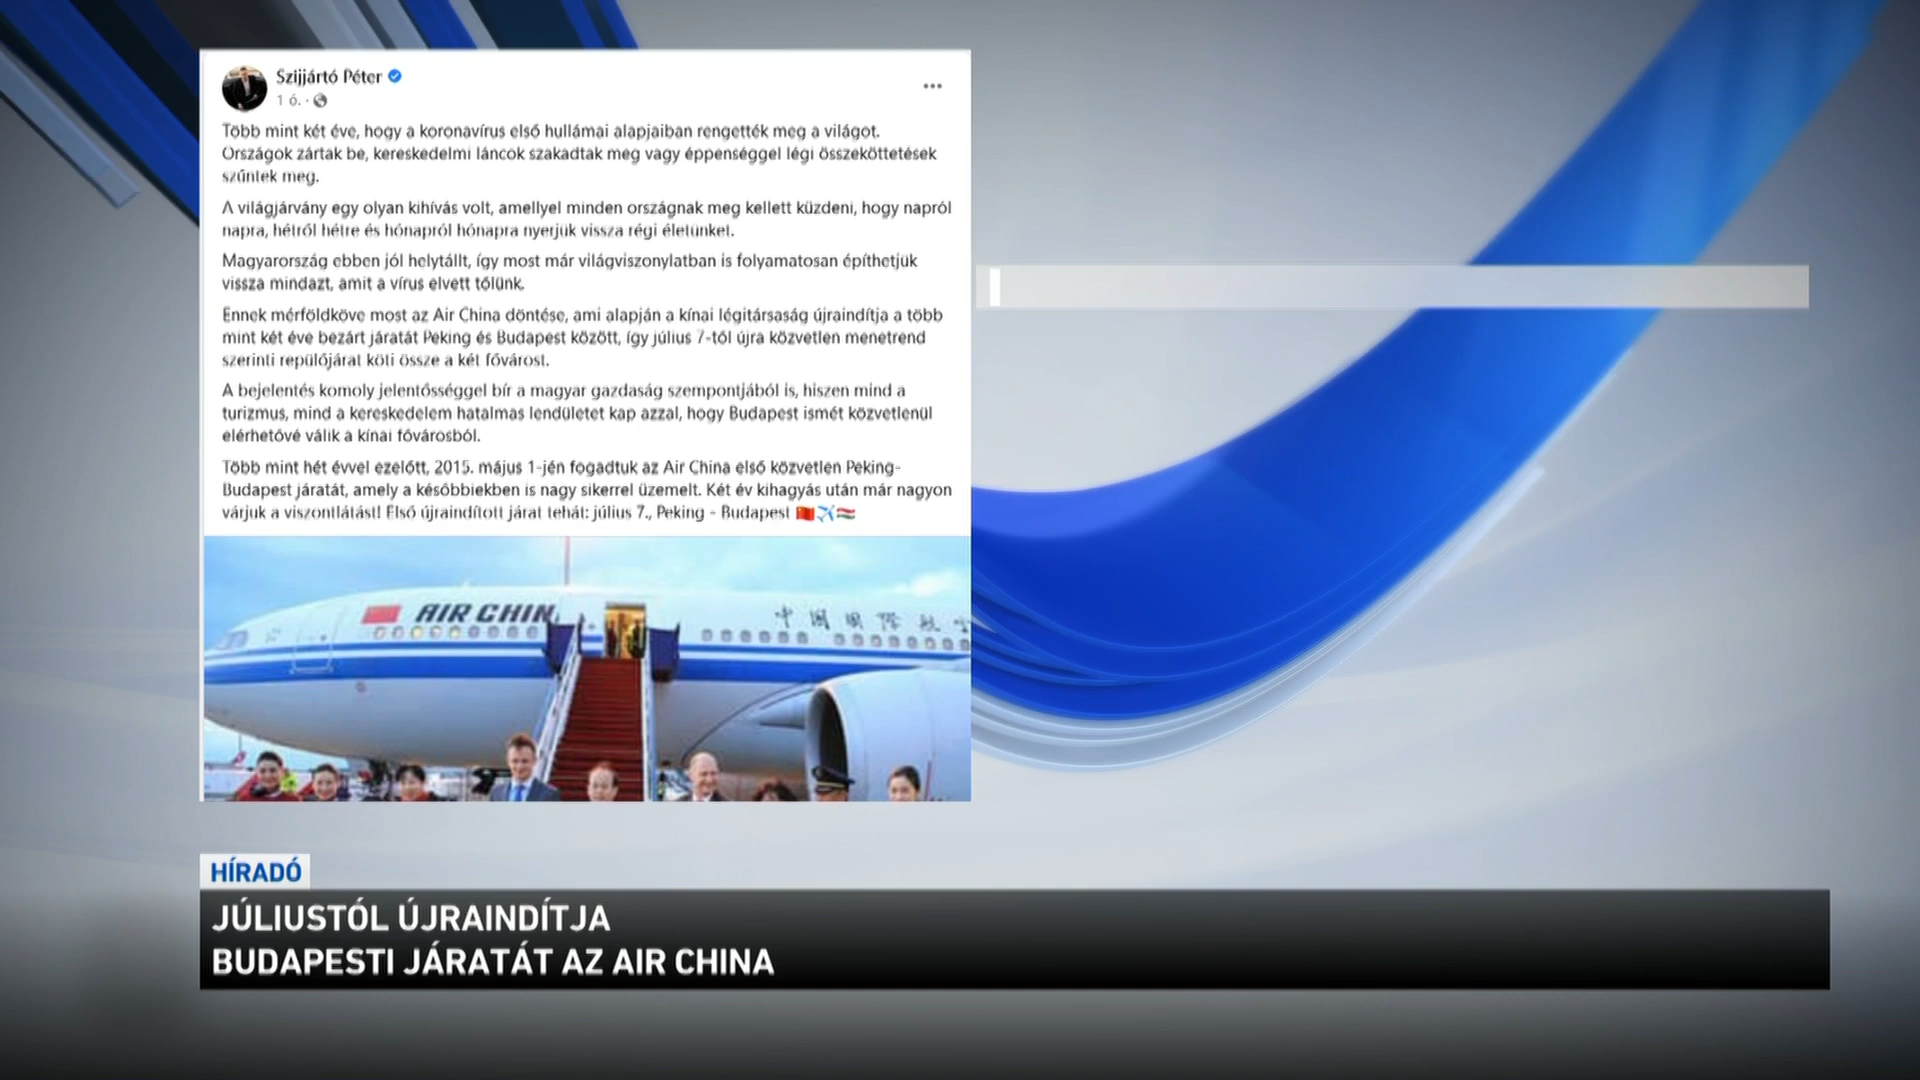 Szijjártó Péter
1 ó.
Több mint két éve, hogy a koronavírus első hullámai alapjaiban rengették meg a világot.
Országok zártak be, kereskedelmi láncok szakadtak meg vagy éppenséggel légi összeköttetések
szűntek meg.
A világjárvány egy olyan kihívás volt, amellyel minden országnak meg kellett küzdeni, hogy napról
napra, hétről hétre és hónapról hónapra nyerjük vissza régi életünket.
Magyarország ebben jól helytállt, így most már világviszonylatban is folyamatosan építhetjük
vissza mindazt, amit a vírus elvett tőlünk.
Ennek mérföldköve most az Air China döntése, ami alapján a kínai légitársaság újraindítja a több
mint két éve bezárt járatát Peking és Budapest között, így július 7-től újra közvetlen menetrend
szerinti repülőjárat köti össze a két fővárost.
A bejelentés komoly jelentősséggel bír a magyar gazdaság szempontjából is, hiszen mind a
turizmus, mind a kereskedelem hatalmas lendületet kap azzal, hogy Budapest ismét közvetlenül
elérhetővé válik a kínai fővárosból.
Több mint hét évvel ezelőtt, 2015. május 1-jén fogadtuk az Air China első közvetlen Peking-
Budapest járatát, amely a későbbiekben is nagy sikerrel üzemelt. Két év kihagyás után már nagyon
várjuk a viszontlátást! Első újraindított járat tehát: július 7., Peking - Budapest 🇨🇳✈️🇭🇺
AIR CHIN
中国国際航
HÍRADÓ
JÚLIUSTÓL ÚJRAINDÍTJA
BUDAPESTI JÁRATÁT AZ AIR CHINA